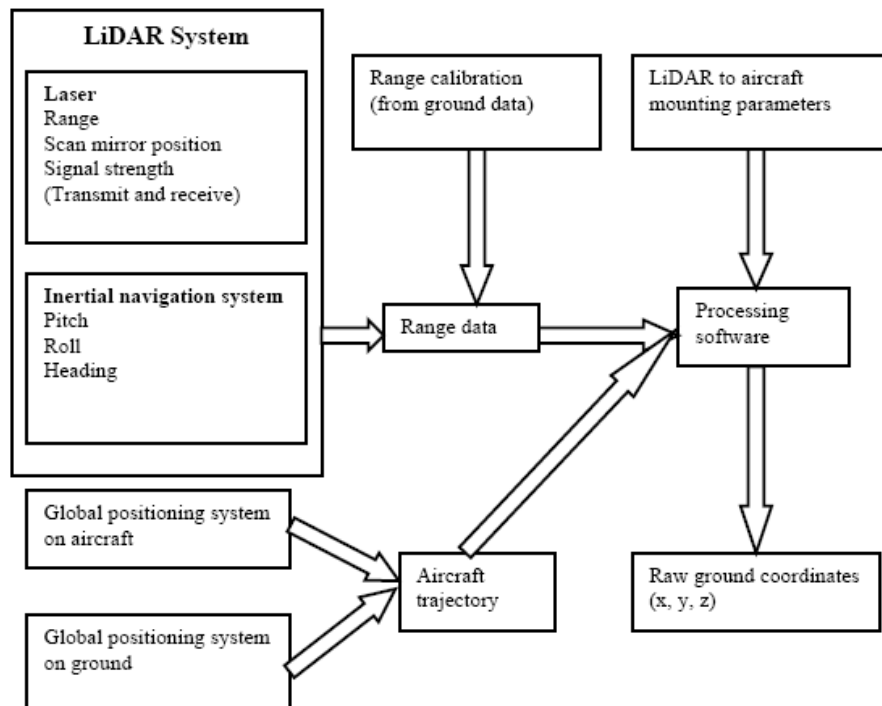 LiDAR System
Laser
Range
Scan mirror position
Signal strength
(Transmit and receive)
Inertial navigation system
Pitch
Roll
Heading
Range calibration
(from ground data)
LiDAR to aircraft
mounting parameters
Range data
Processing
software
Global positioning system
on aircraft
Global positioning system
on ground
Aircraft
trajectory
Raw ground coordinates
(x, y, z)